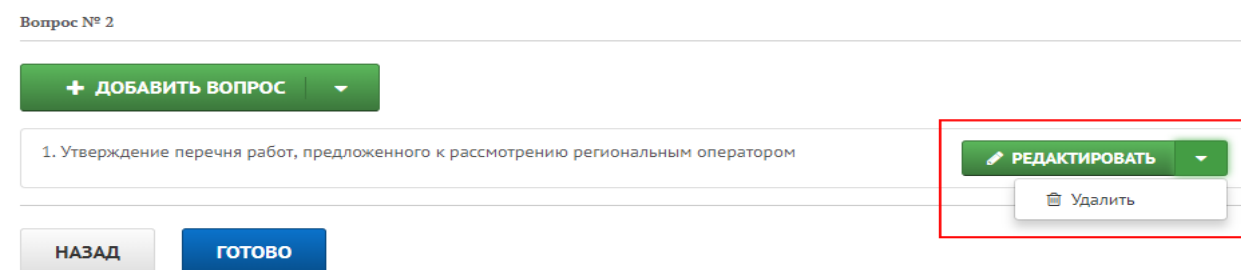 Вопрос № 2
ДОБАВИТЬ ВОПРОС
1. Утверждение перечня работ, предложенного к рассмотрению региональным оператором
РЕДАКТИРОВАТЬ
Удалить
НАЗАД
ГОТОВО